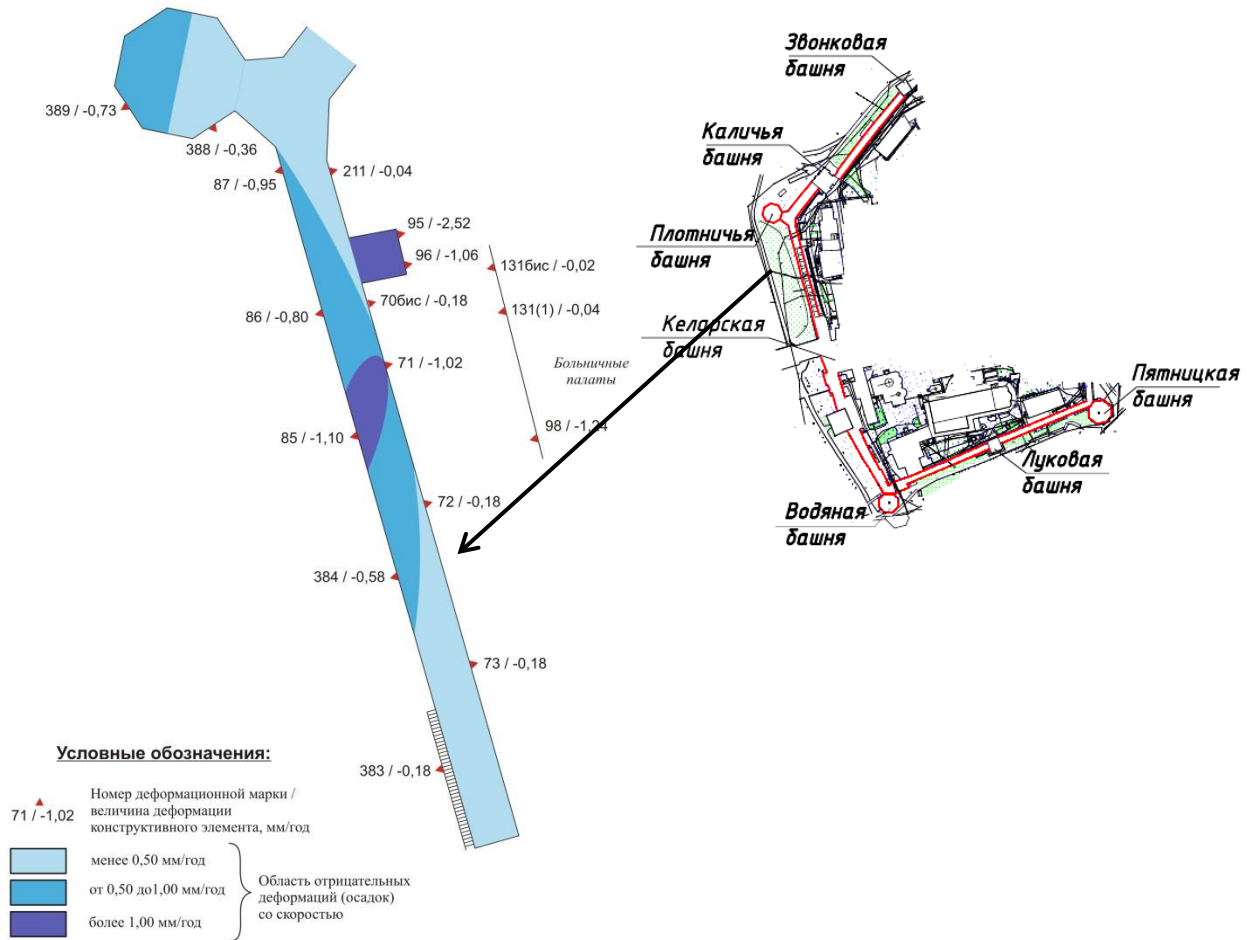 389 / -0,73
388 / -0,36
87 / -0,95
211 / -0,04
95 / -2,52
96 / -1,06
131бис / -0,02
70бис / -0,18
131(1) / -0,04
86 / -0,80
71 / -1,02
Больничные
палаты
85 / -1,10
98 / -1,24
72 / -0,18
384 / -0,58
73 / -0,18
383 / -0,18
Звонковая
башня
Каличья
башня
Плотничья
башня
Келарская
башня
Пятницкая
башня
Луковая
башня
Водяная
башня
Условные обозначения:
71 / -1,02
Номер деформационной марки /
величина деформации
конструктивного элемента, мм/год
менее 0,50 мм/год
от 0,50 до1,00 мм/год
более 1,00 мм/год
Область отрицательных
деформаций (осадок)
со скоростью